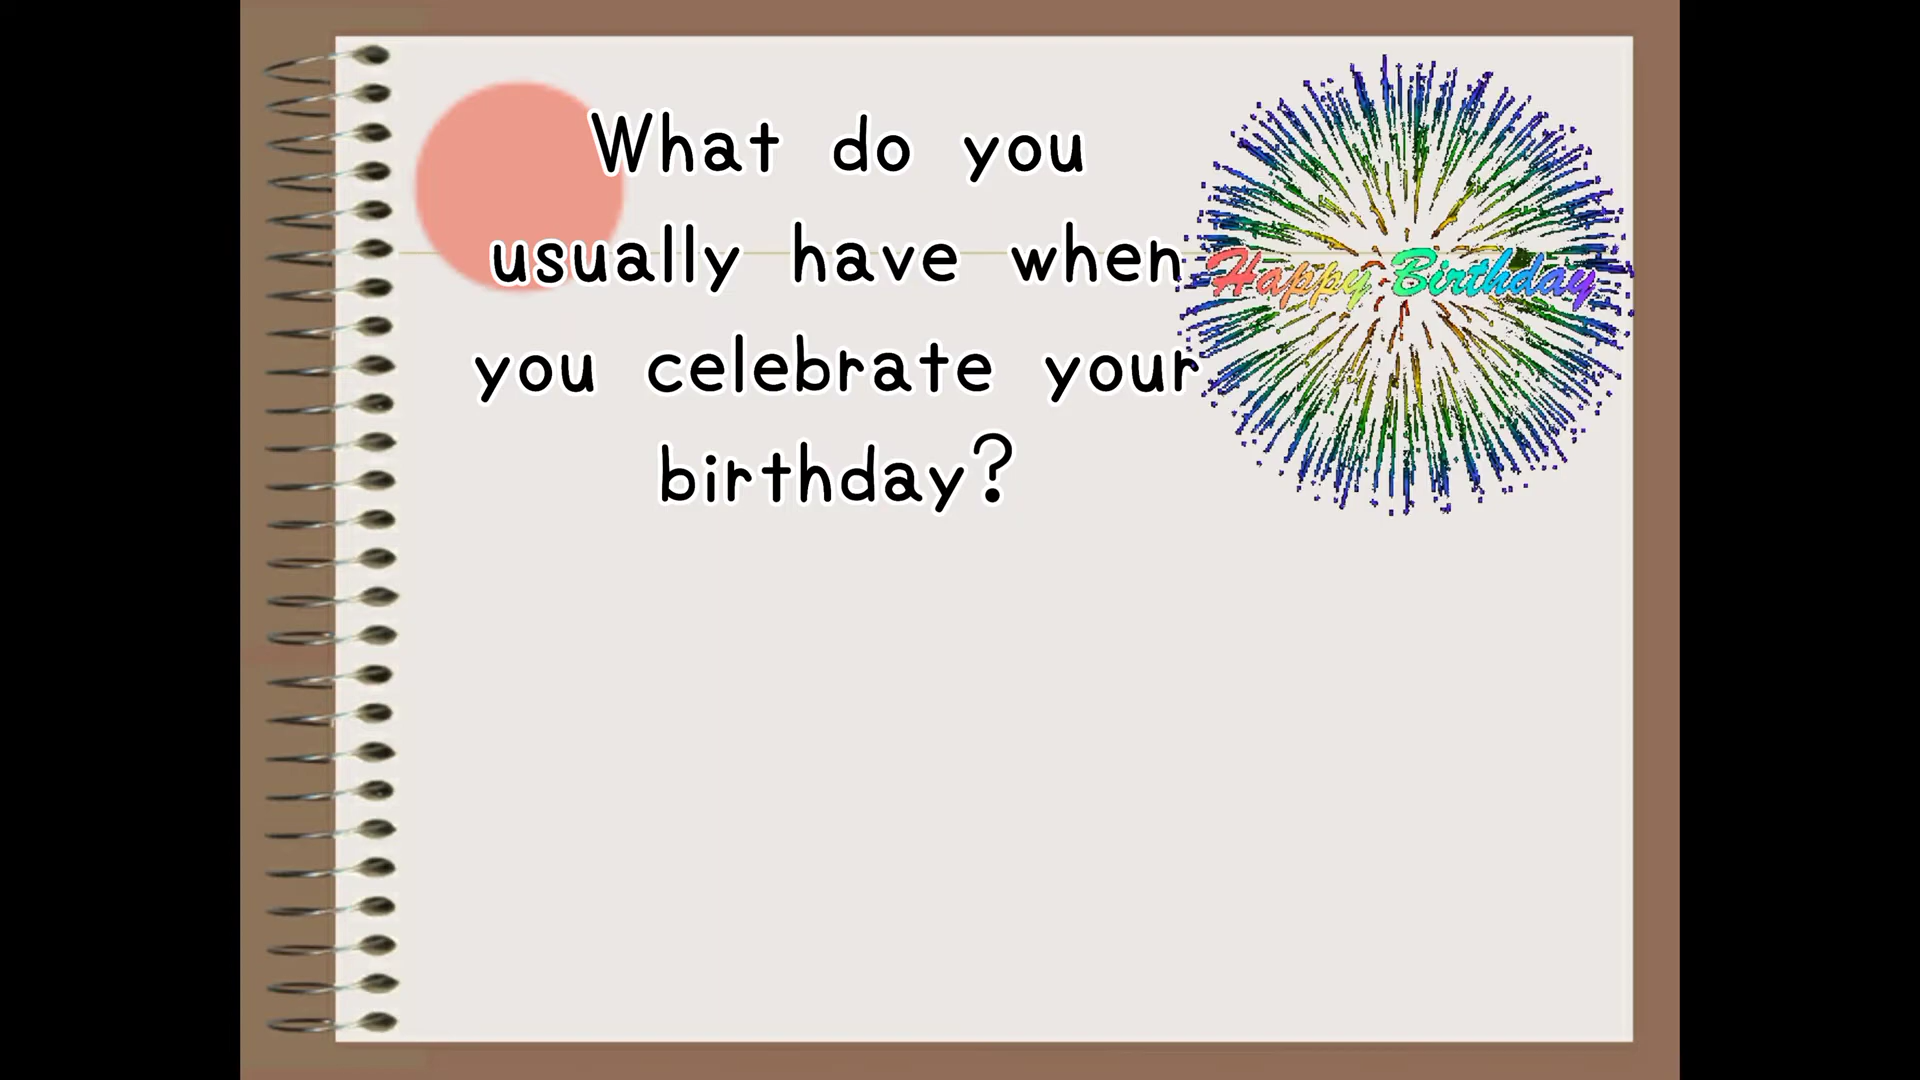 What do you
usually have when
you celebrate your
birthday?
Happy Birthday